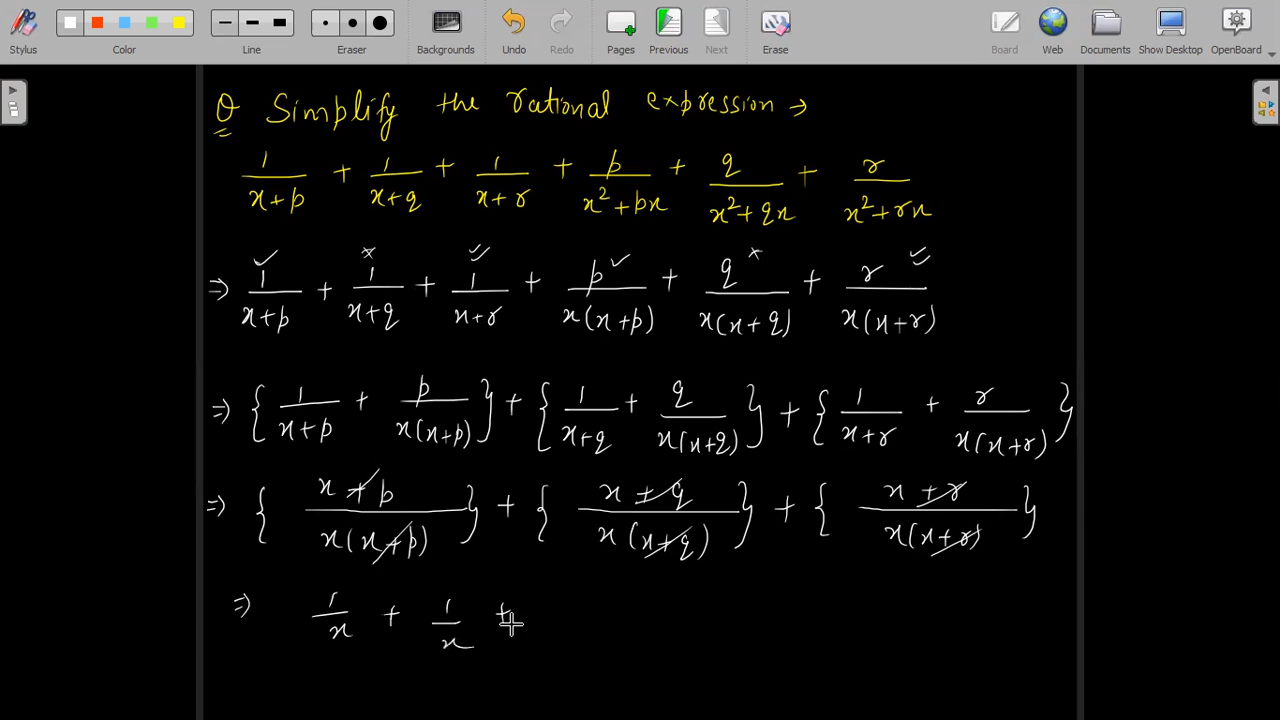 Stylus Color Line Eraser Backgrounds Undo Redo Pages Previous Next Erase Board Web Documents Show Desktop OpenBoard
Q Simplify the rational expression →
1/(x+p) + 1/(x+q) + 1/(x+r) + p/(x²+px) + q/(x²+qx) + r/(x²+rx)
⇒ 1/(x+p) + 1/(x+q) + 1/(x+r) + p/(x(x+p)) + q/(x(x+q)) + r/(x(x+r))
⇒ {1/(x+p) + p/(x(x+p))} + {1/(x+q) + q/(x(x+q))} + {1/(x+r) + r/(x(x+r))}
⇒ {(x+p)/(x(x+p))} + {(x+q)/(x(x+q))} + {(x+r)/(x(x+r))}
⇒ 1/x + 1/x +